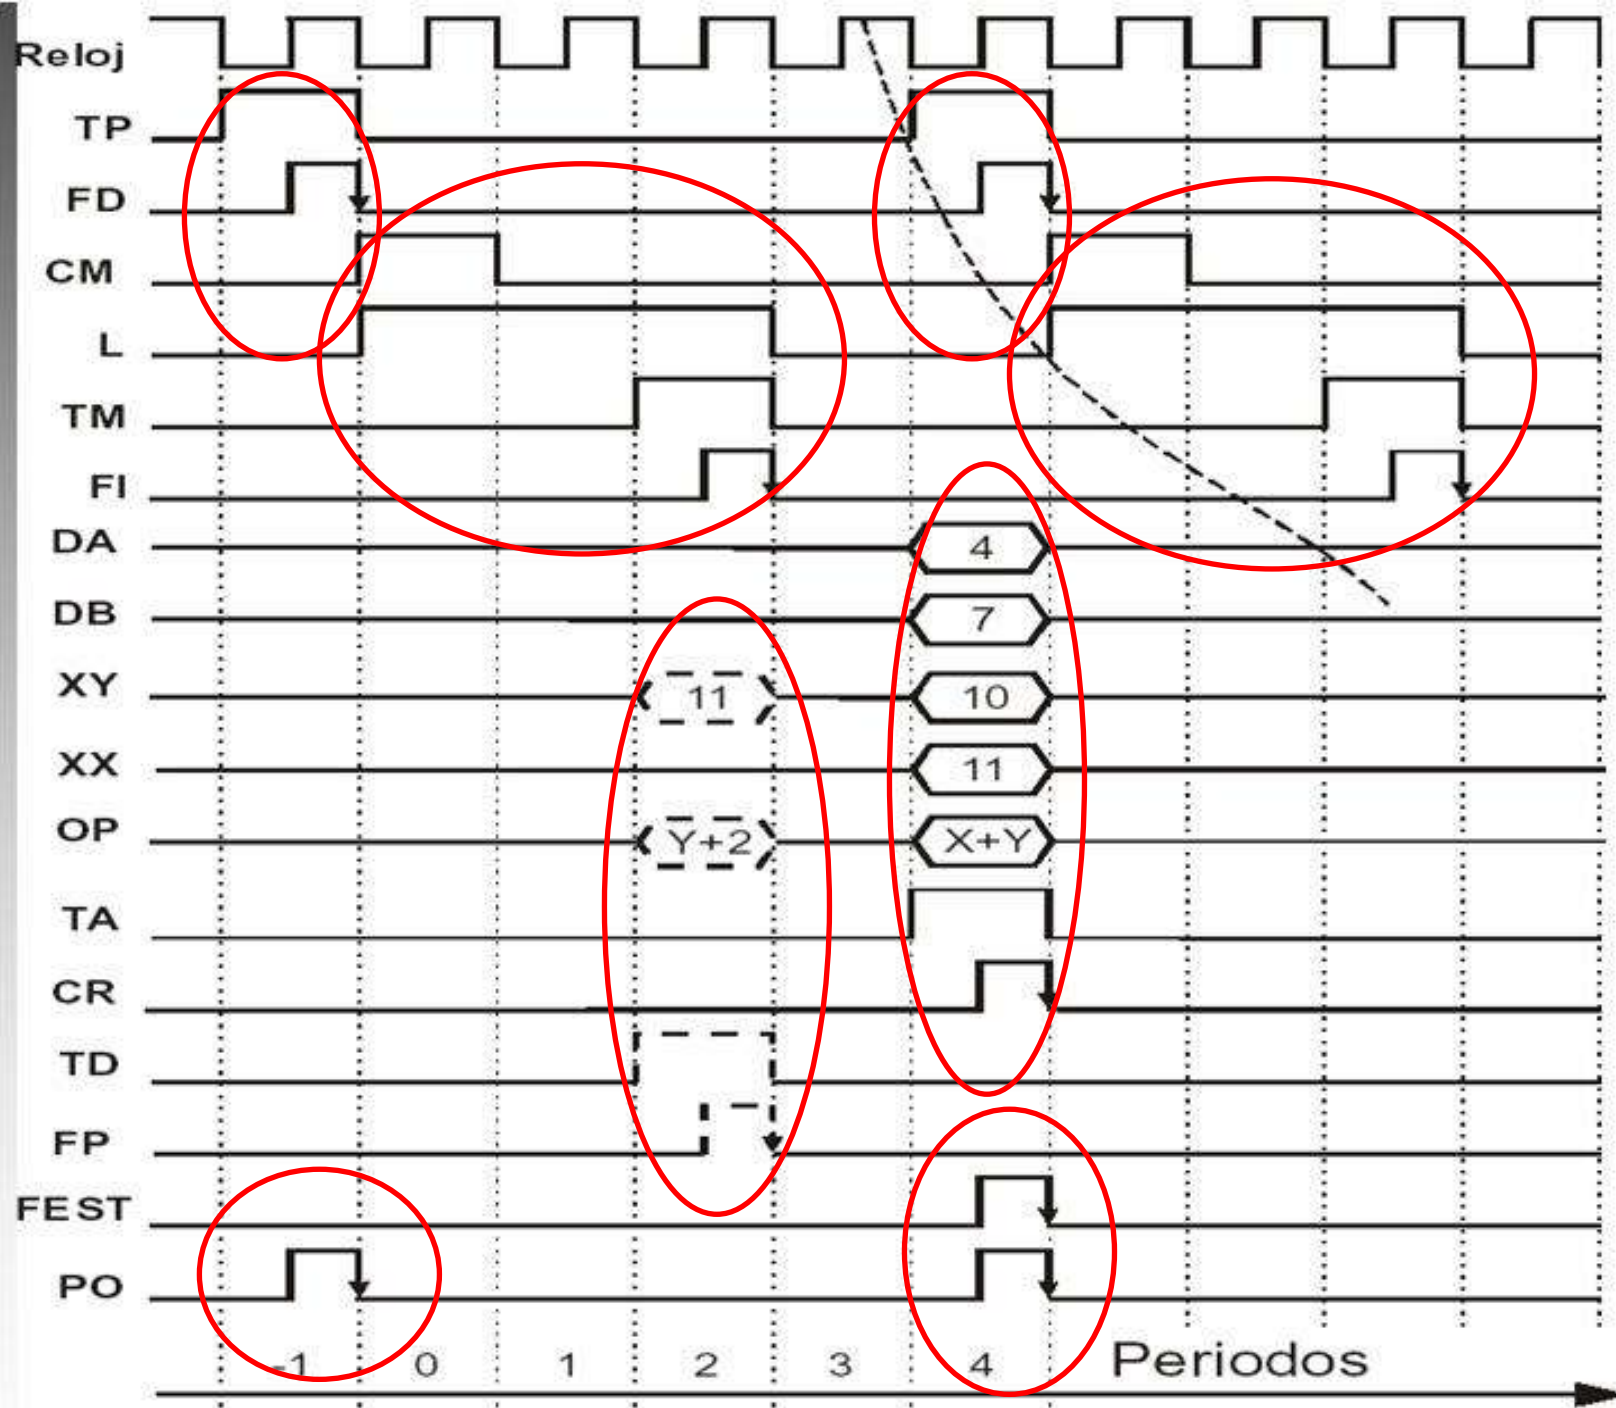 Reloj
TP
FD
CM
L
TM
FI
DA 4
DB 7
XY 11 10
XX 11
OP Y+2 X+Y
TA
CR
TD
FP
FEST
PO
-1 0 1 2 3 4 Periodos